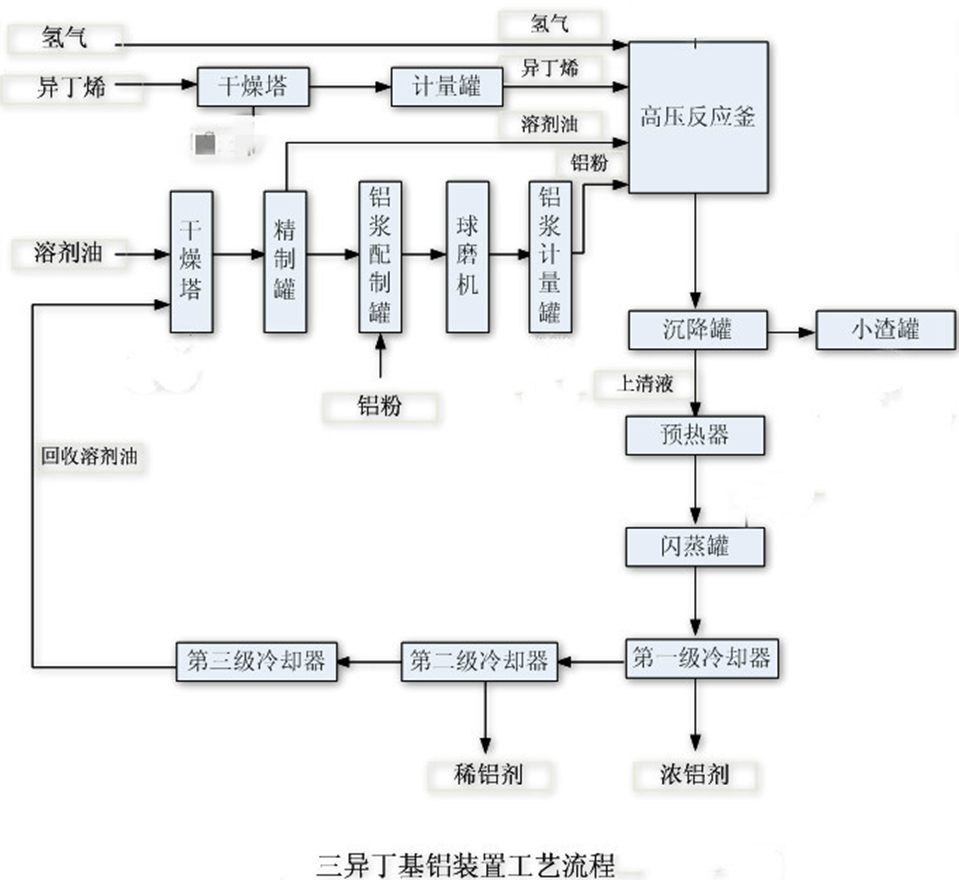 氢气
氢气
异丁烯
干燥塔
计量罐
异丁烯
高压反应釜
溶剂油
铝粉
溶剂油
干燥塔
精制罐
铝浆配制罐
球磨机
铝浆计量罐
沉降罐
小渣罐
上清液
铝粉
预热器
回收溶剂油
闪蒸罐
第三级冷却器
第二级冷却器
第一级冷却器
稀铝剂
浓铝剂
三异丁基铝装置工艺流程